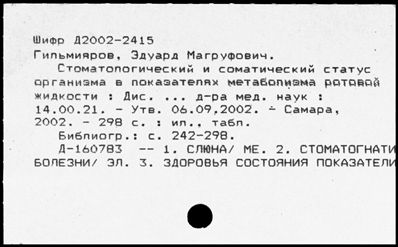 Шифр Д2002-2415
Гильмияров, Эдуард Магруфович.
Стоматологический и соматический статус
организма в показателях метаболизма ротовой
жидкости : Дис. ... д-ра мед. наук :
14.00.21. - Утв. 06.09,2002. - Самара,
2002. - 298 с. : ил., табл.
Библиогр.: с. 242-298.
Д-160783 -- 1. СЛЮНА/ МЕ. 2. СТОМАТОГНАТИ
БОЛЕЗНИ/ ЭЛ. 3. ЗДОРОВЬЯ СОСТОЯНИЯ ПОКАЗАТЕЛИ